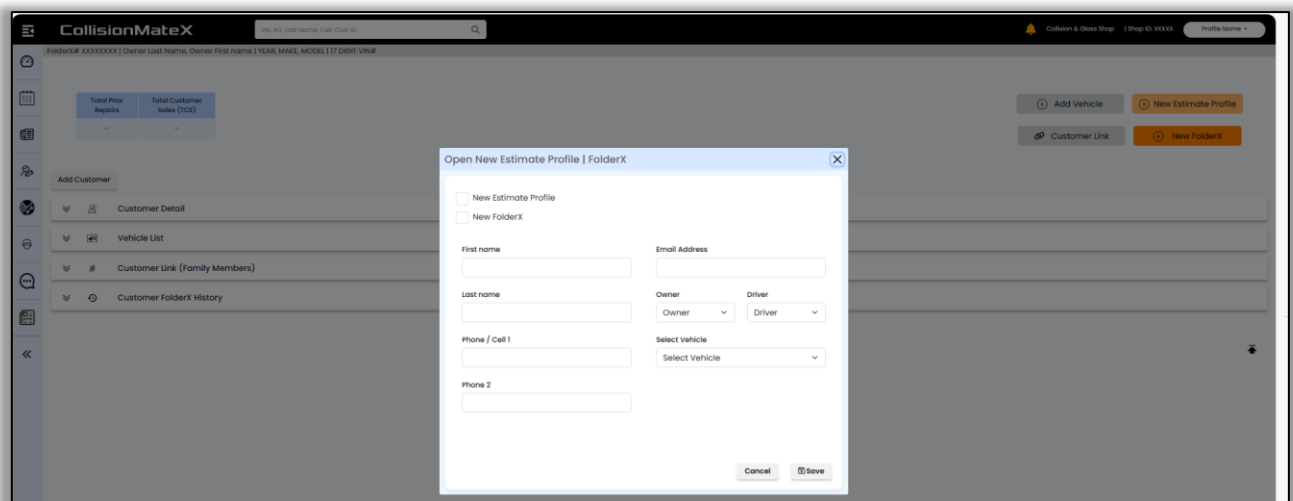 CollisionMateX
VIN, RO, Last Name, Cell, Cust ID
Collision & Glass Shop | Shop ID: XXXXX
Profile Name
FolderX# XXXXXXXX | Owner Last Name, Owner First name | YEAR, MAKE, MODEL | 17 DIGIT VIN#
Total Prior Repairs
Total Customer Sales (TCS)
-
-
Add Vehicle
New Estimate Profile
Customer Link
New FolderX
Add Customer
Customer Detail
Vehicle List
# Customer Link (Family Members)
Customer FolderX History
Open New Estimate Profile | FolderX
New Estimate Profile
New FolderX
First name
Email Address
Last name
Owner
Driver
Owner
Driver
Phone / Cell 1
Select Vehicle
Select Vehicle
Phone 2
Cancel
Save